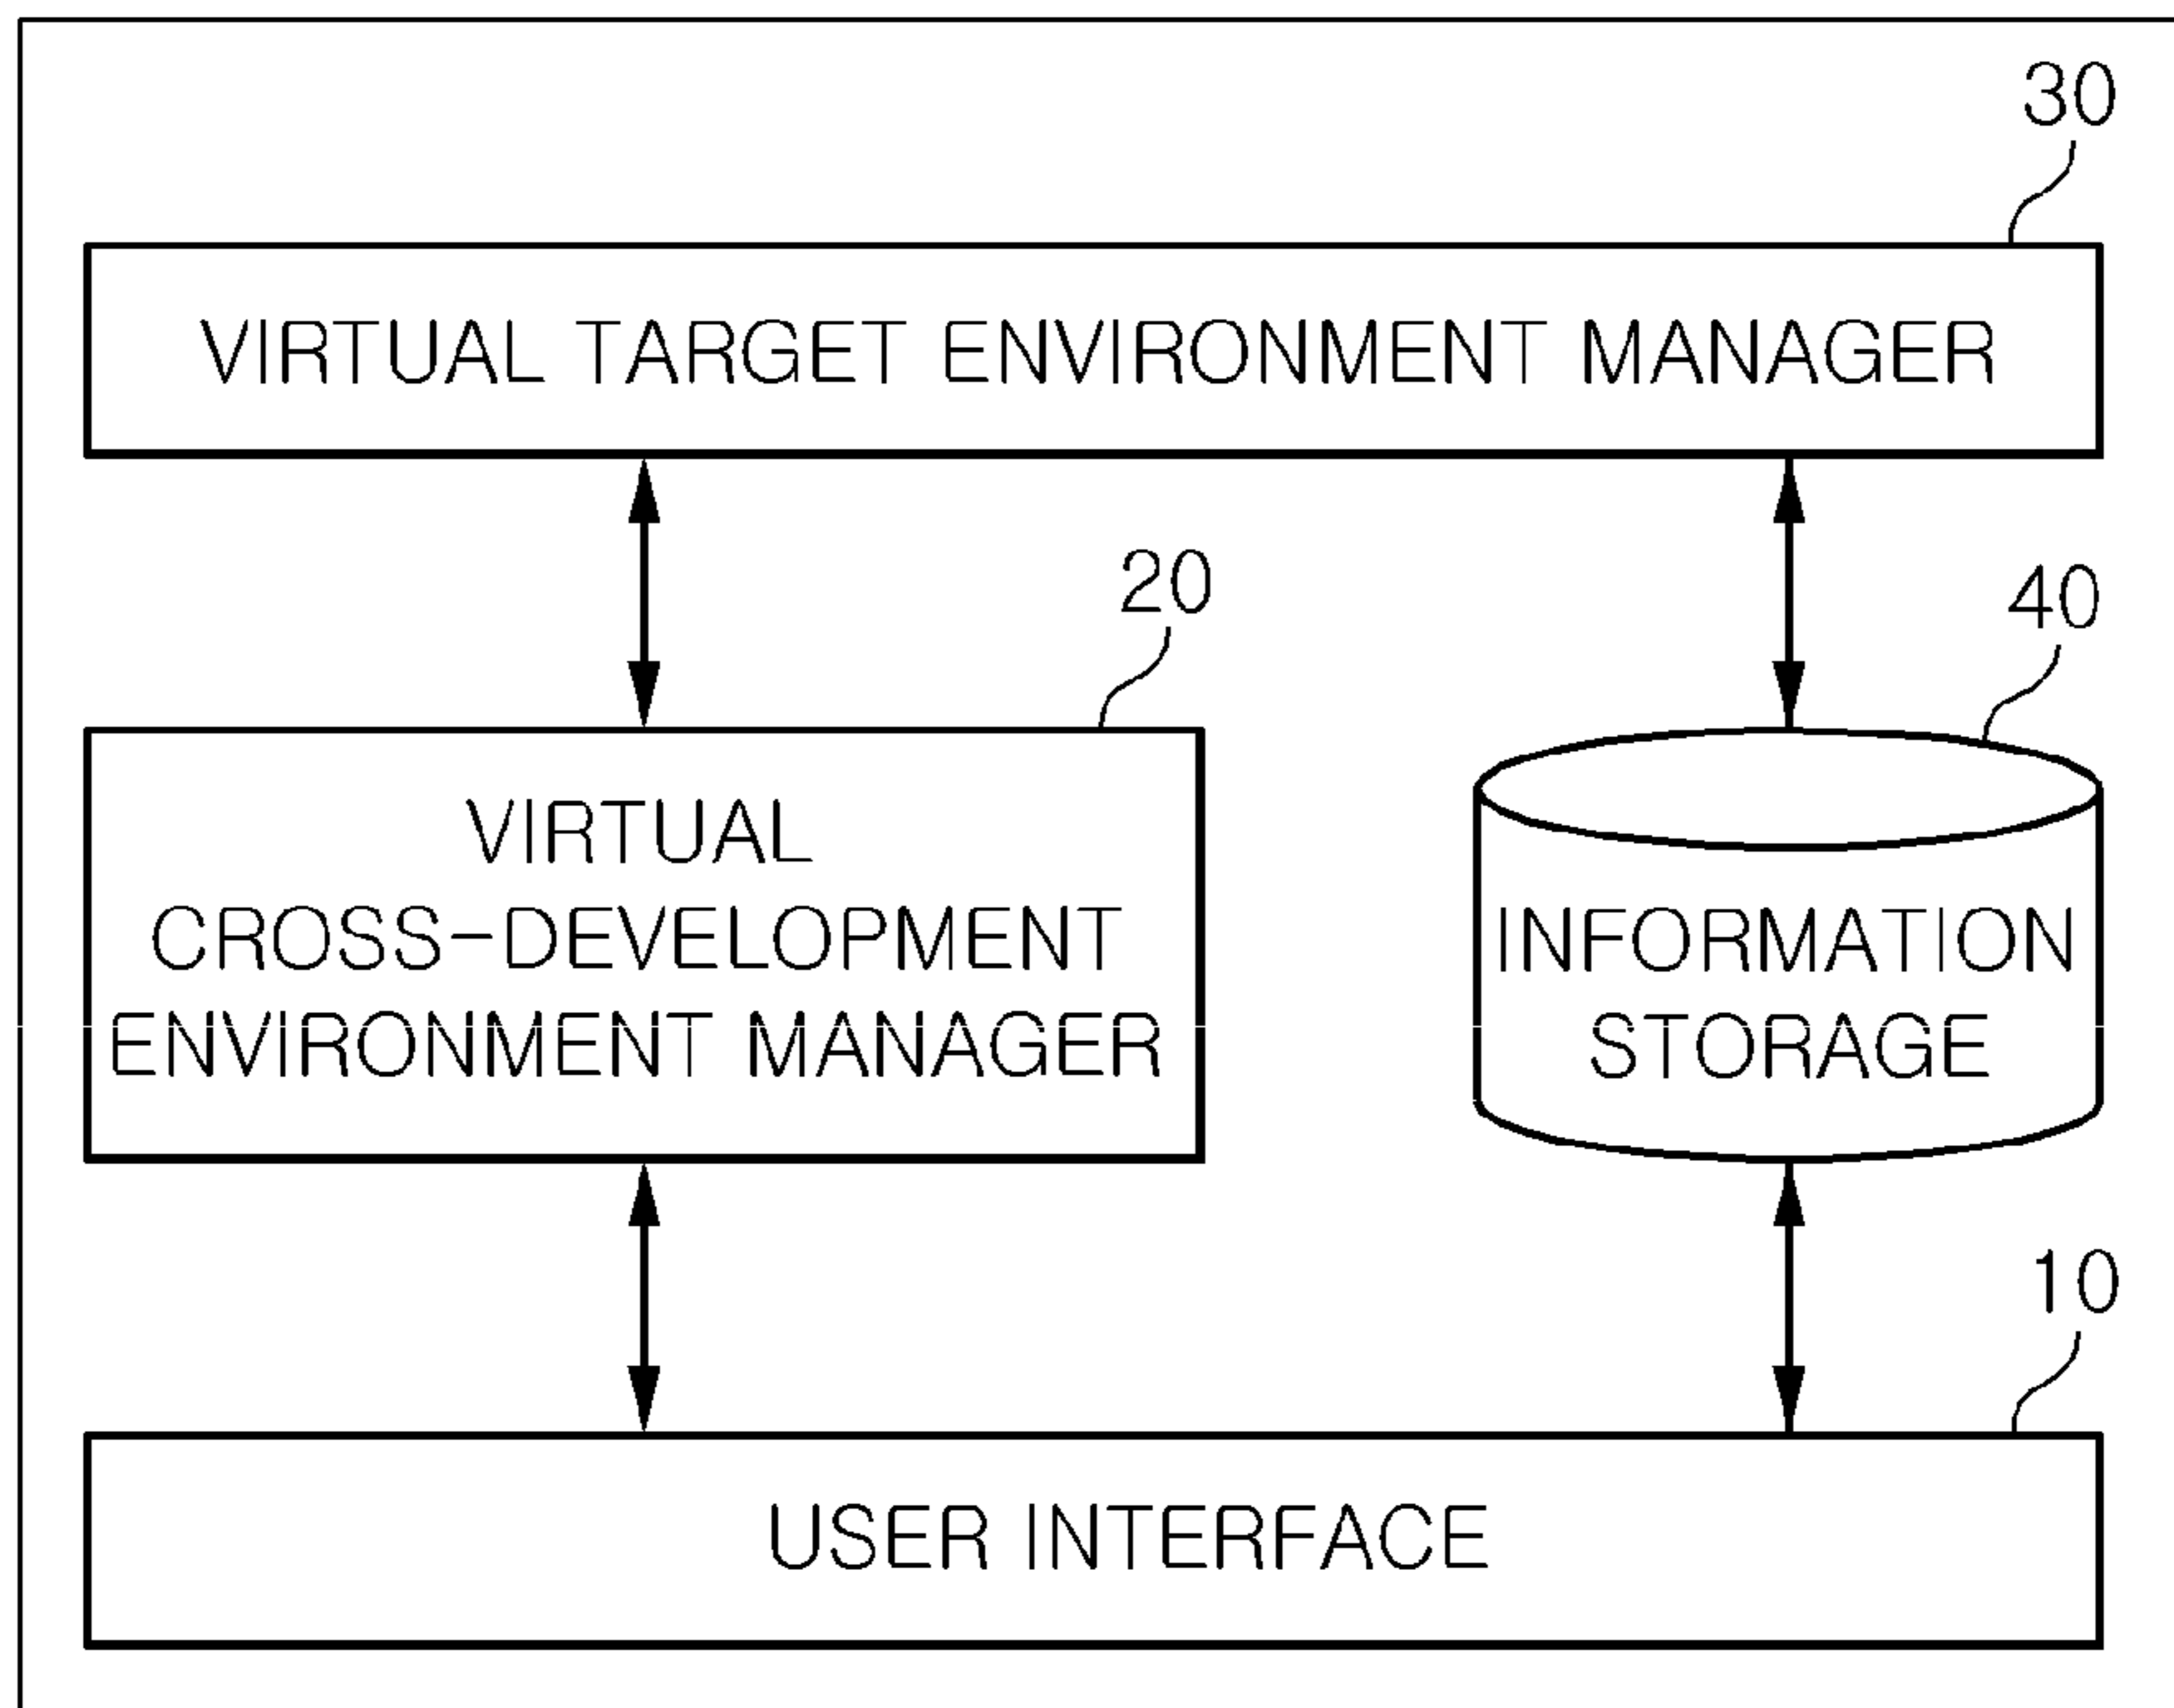 30
VIRTUAL TARGET ENVIRONMENT MANAGER
20
40
VIRTUAL
CROSS-DEVELOPMENT
ENVIRONMENT MANAGER
INFORMATION
STORAGE
10
USER INTERFACE